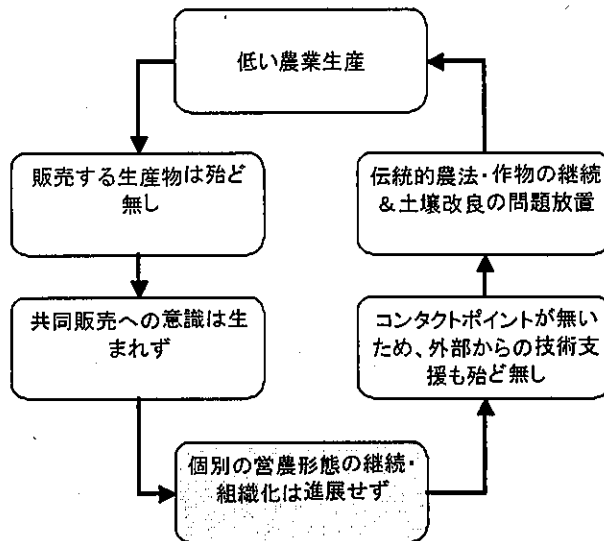 低い農業生産
販売する生産物は殆ど
無し
共同販売への意識は生
まれず
個別の営農形態の継続・
組織化は進展せず
コンタクトポイントが無い
ため、外部からの技術支
援も殆ど無し
伝統的農法・作物の継続
＆土壌改良の問題放置